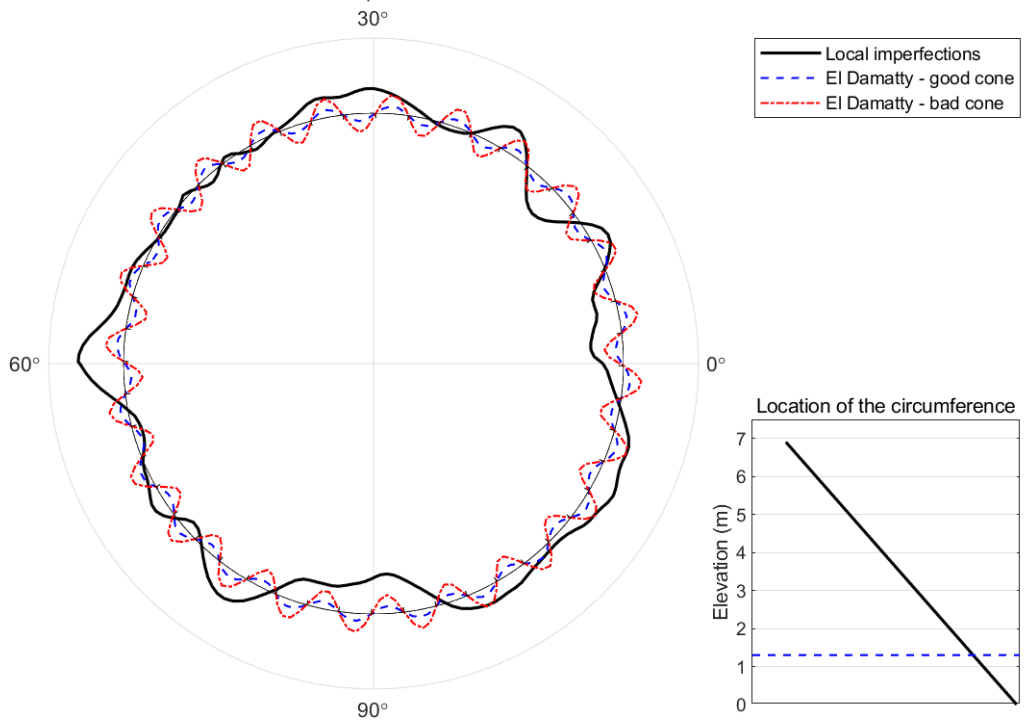 30°
Local imperfections
El Damatty - good cone
El Damatty - bad cone
60°
0°
90°
Location of the circumference
Elevation (m)
7
6
5
4
3
2
1
0